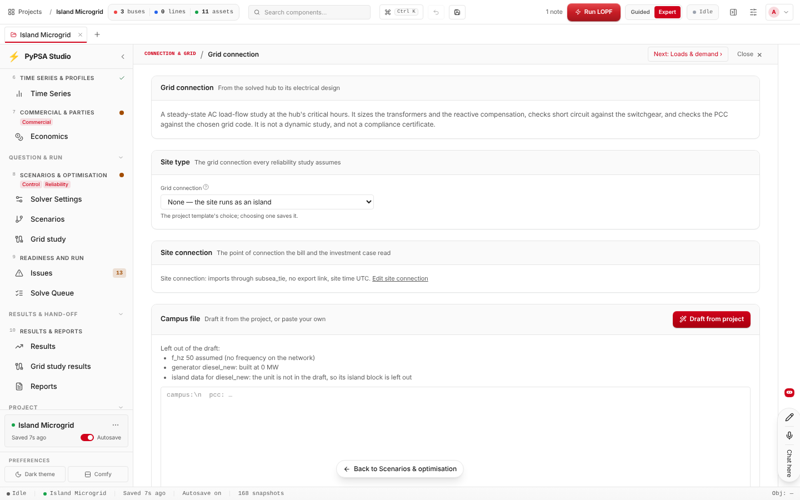 Projects / Island Microgrid
3 buses • 0 lines • 11 assets
Search components...
Ctrl K
1 note
Run LOPF
Guided Expert
Idle
A
Island Microgrid
PyPSA Studio
6 TIME SERIES & PROFILES
Time Series
7 COMMERCIAL & PARTIES
Commercial
Economics
QUESTION & RUN
8 SCENARIOS & OPTIMISATION
Control Reliability
Solver Settings
Scenarios
Grid study
9 READINESS AND RUN
Issues 13
Solve Queue
RESULTS & HAND-OFF
10 RESULTS & REPORTS
Results
Grid study results
Reports
PROJECT
Island Microgrid
Saved 7s ago Autosave
PREFERENCES
Dark theme Comfy
CONNECTION & GRID / Grid connection
Next: Loads & demand ›
Close ×
Grid connection From the solved hub to its electrical design
A steady-state AC load-flow study at the hub's critical hours. It sizes the transformers and the reactive compensation, checks short circuit against the switchgear, and checks the PCC
against the chosen grid code. It is not a dynamic study, and not a compliance certificate.
Site type The grid connection every reliability study assumes
Grid connection
None — the site runs as an island
The project template's choice; choosing one saves it.
Site connection The point of connection the bill and the investment case read
Site connection: imports through subsea_tie, no export link, site time UTC. Edit site connection
Campus file Draft it from the project, or paste your own
Draft from project
Left out of the draft:
• f_hz 50 assumed (no frequency on the network)
• generator diesel_new: built at 0 MW
• island data for diesel_new: the unit is not in the draft, so its island block is left out
campus:\n  pcc: …
← Back to Scenarios & optimisation
Chat here
Idle
Island Microgrid
Saved 7s ago
Autosave on
168 snapshots
Obj: —